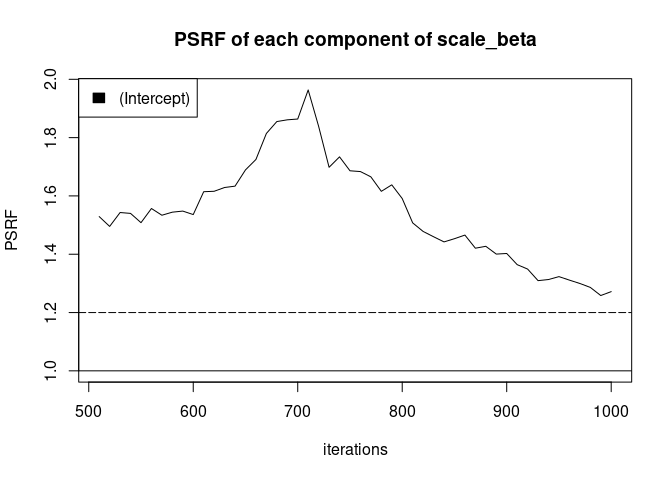 PSRF of each component of scale_beta
(Intercept)
PSRF
2.0
1.8
1.6
1.4
1.2
1.0
500 600 700 800 900 1000
iterations